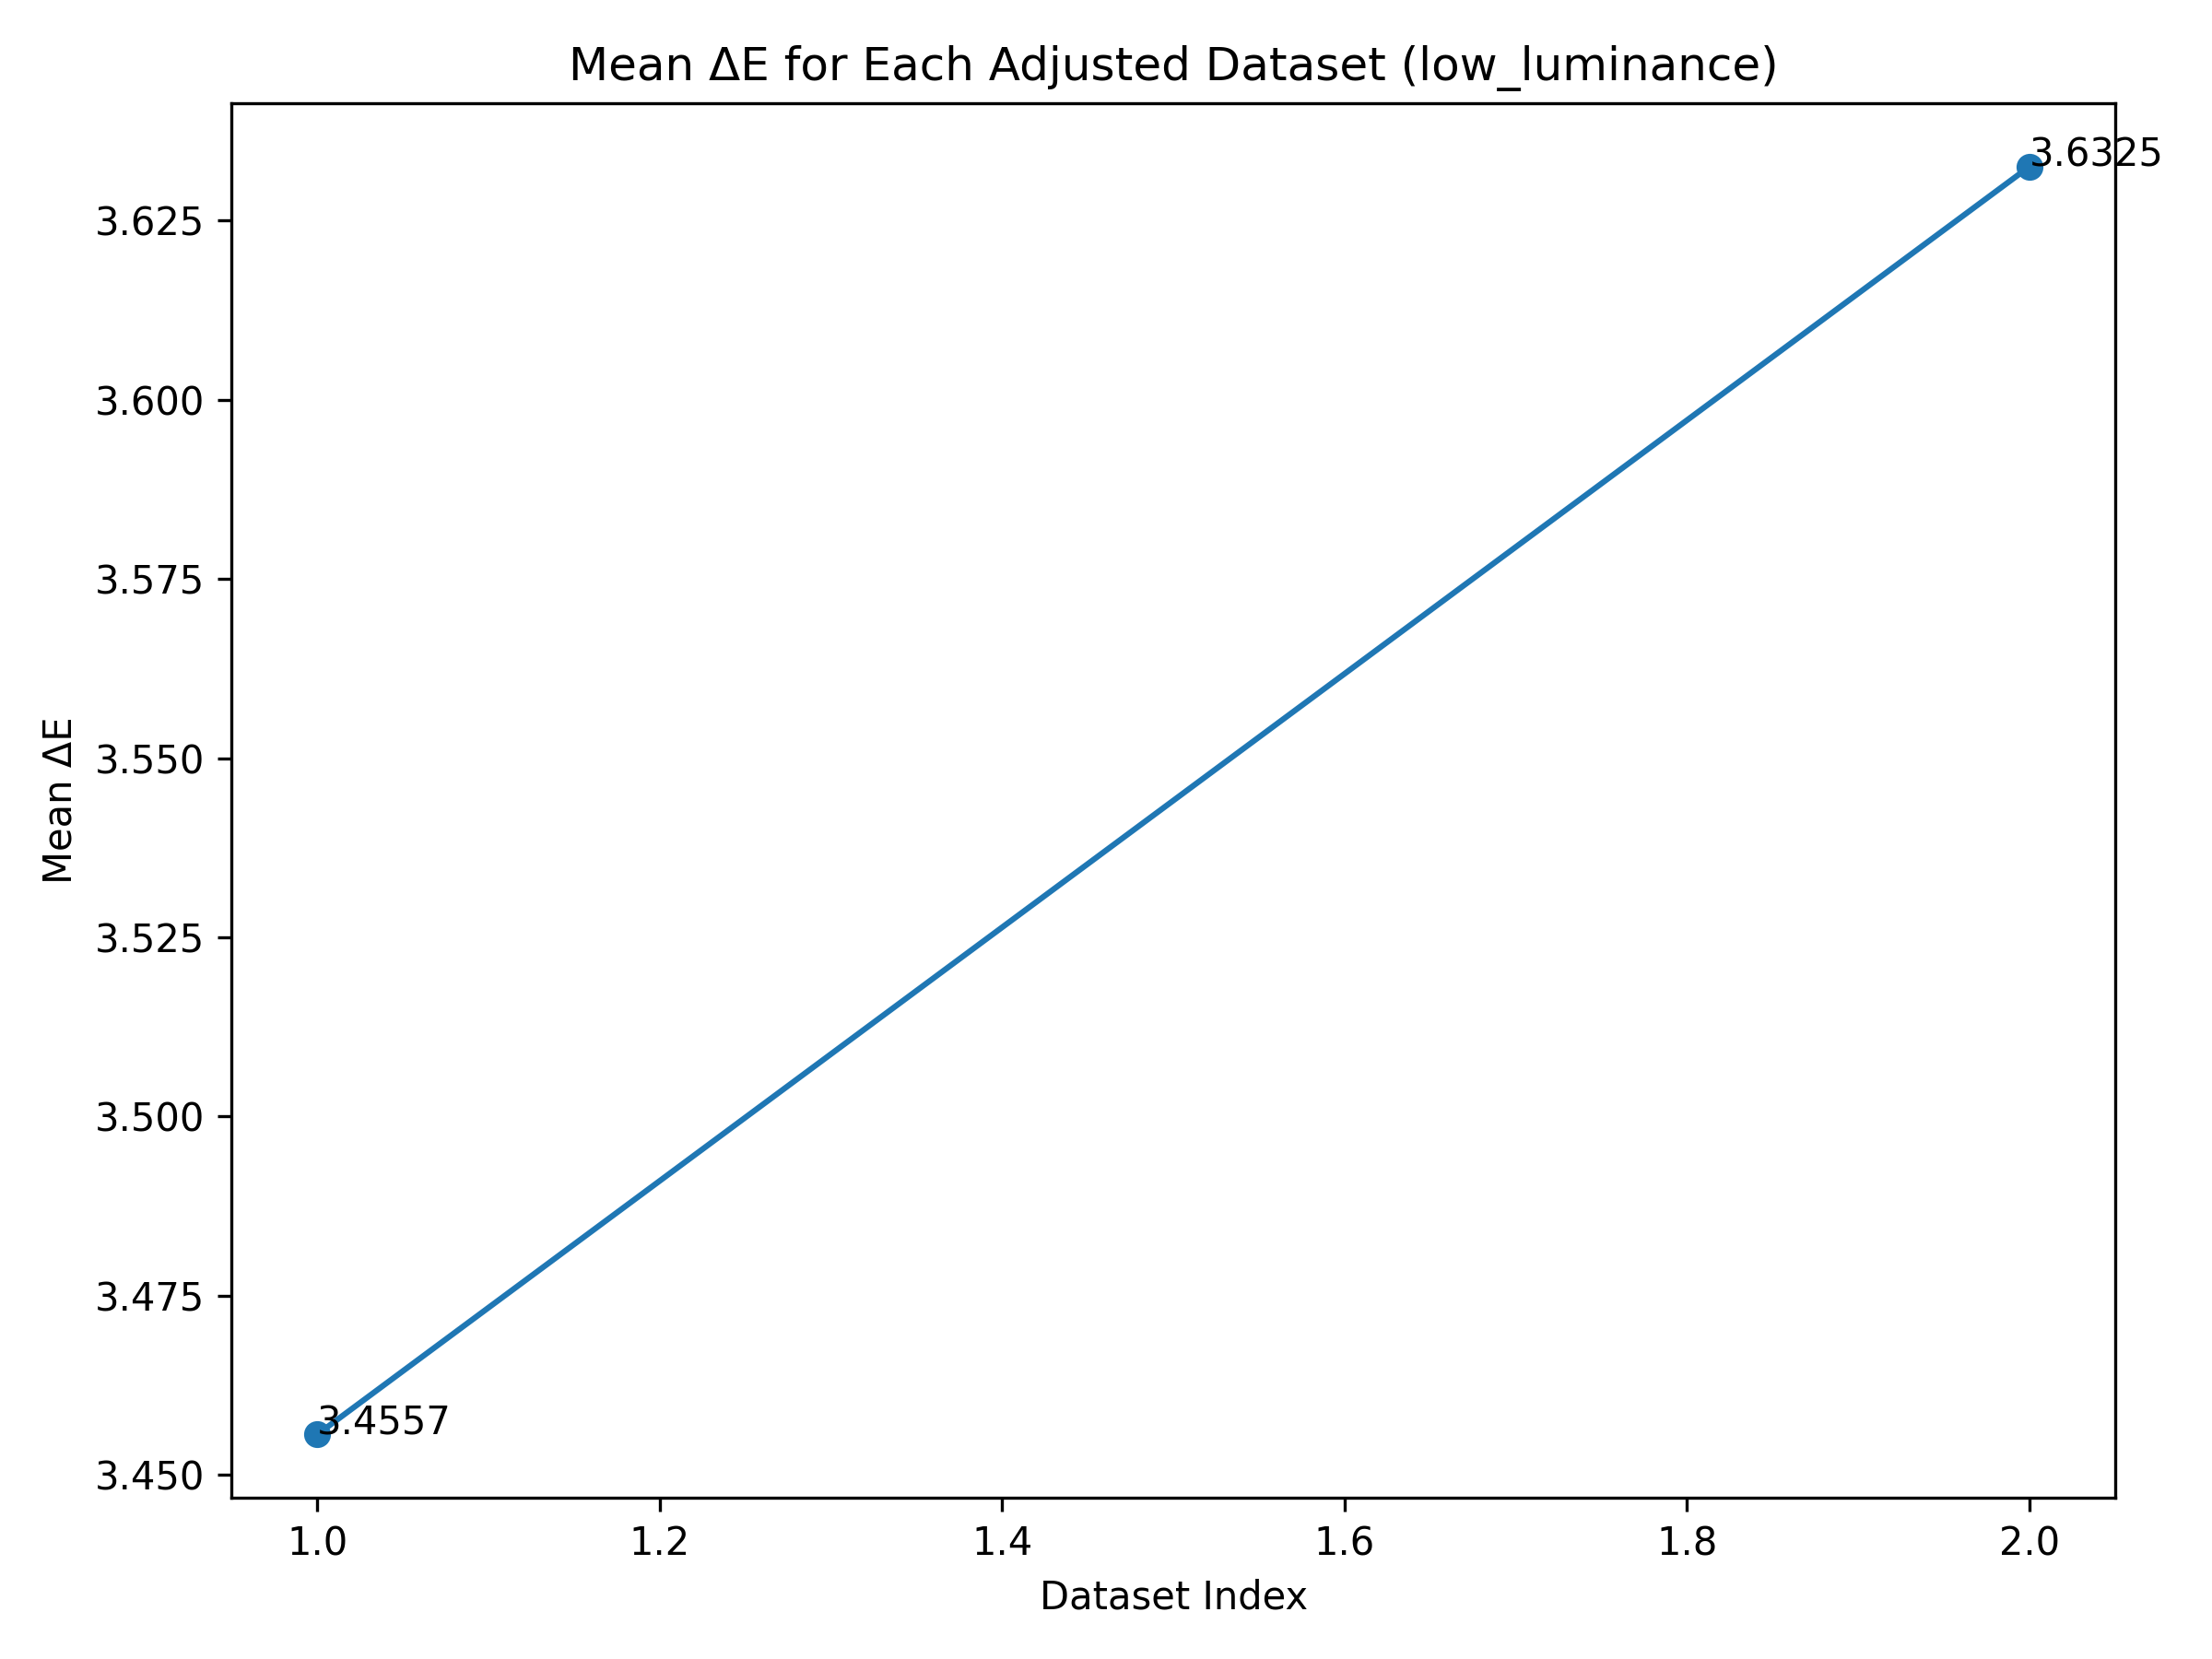 Mean ΔE for Each Adjusted Dataset (low_luminance)
3.6325
3.625
3.600
3.575
3.550
Mean ΔE
3.525
3.500
3.475
3.4557
3.450
1.0 1.2 1.4 1.6 1.8 2.0
Dataset Index